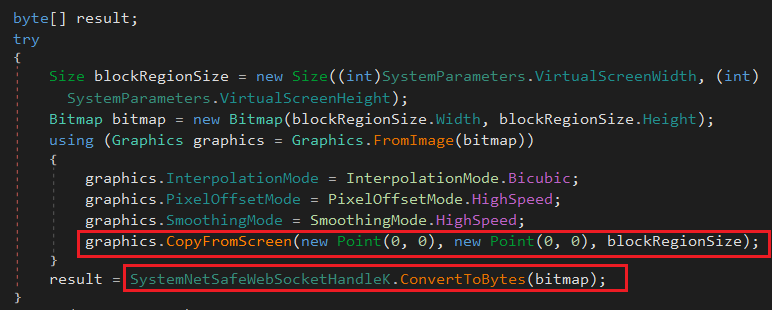 byte[] result;
try
{
Size blockRegionSize = new Size((int)SystemParameters.VirtualScreenWidth, (int)
SystemParameters.VirtualScreenHeight);
Bitmap bitmap = new Bitmap(blockRegionSize.Width, blockRegionSize.Height);
using (Graphics graphics = Graphics.FromImage(bitmap))
{
graphics.InterpolationMode = InterpolationMode.Bicubic;
graphics.PixelOffsetMode = PixelOffsetMode.HighSpeed;
graphics.SmoothingMode = SmoothingMode.HighSpeed;
graphics.CopyFromScreen(new Point(0, 0), new Point(0, 0), blockRegionSize);
}
result = SystemNetSafeWebSocketHandleK.ConvertToBytes(bitmap);
}